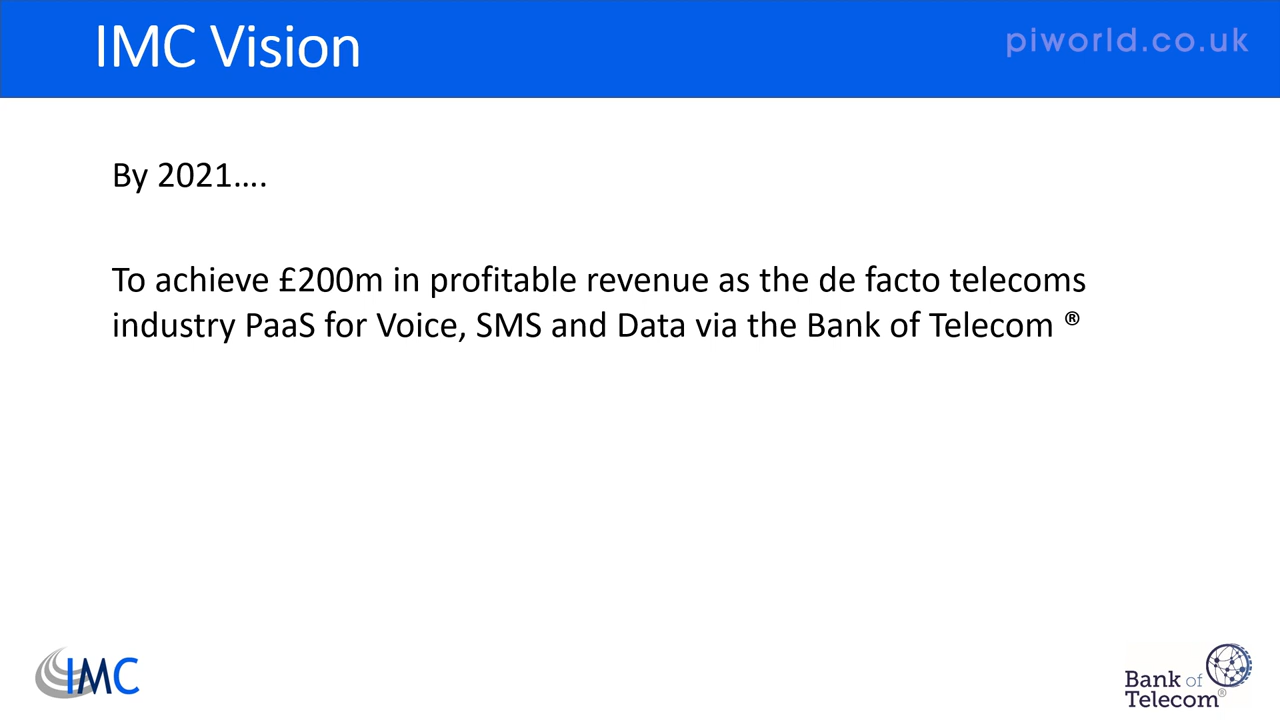 IMC Vision
piworld.co.uk
By 2021....
To achieve £200m in profitable revenue as the de facto telecoms
industry PaaS for Voice, SMS and Data via the Bank of Telecom ®
IMC
Bank of
Telecom®